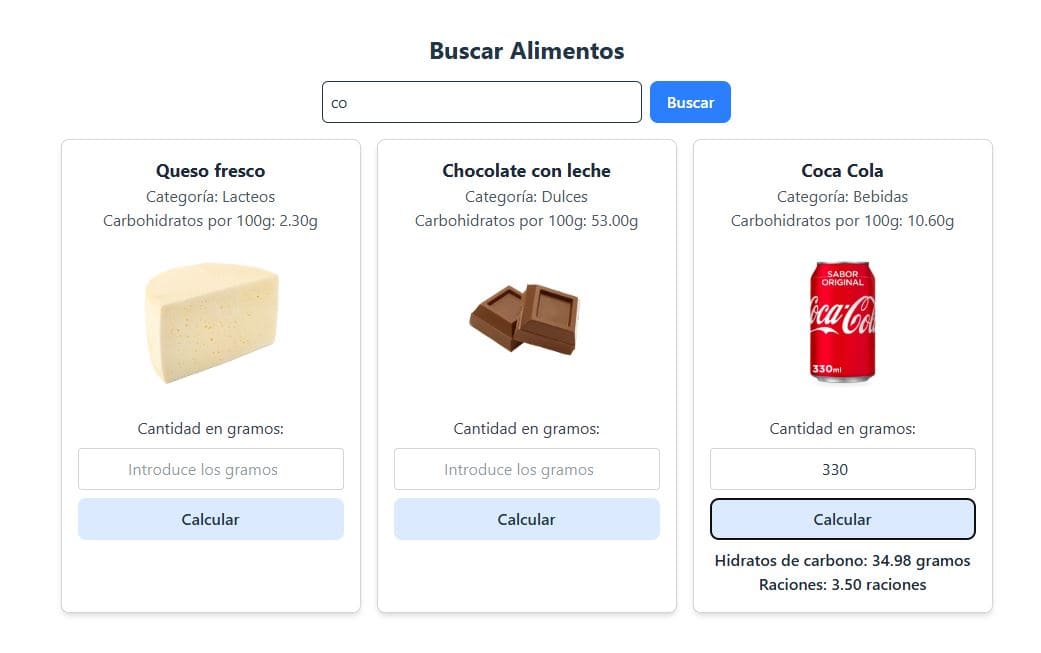 Buscar Alimentos
co
Buscar
Queso fresco
Categoría: Lacteos
Carbohidratos por 100g: 2.30g
Cantidad en gramos:
Introduce los gramos
Calcular
Chocolate con leche
Categoría: Dulces
Carbohidratos por 100g: 53.00g
Cantidad en gramos:
Introduce los gramos
Calcular
Coca Cola
Categoría: Bebidas
Carbohidratos por 100g: 10.60g
SABOR
ORIGINAL
Coca-Cola
330ml
Cantidad en gramos:
330
Calcular
Hidratos de carbono: 34.98 gramos
Raciones: 3.50 raciones